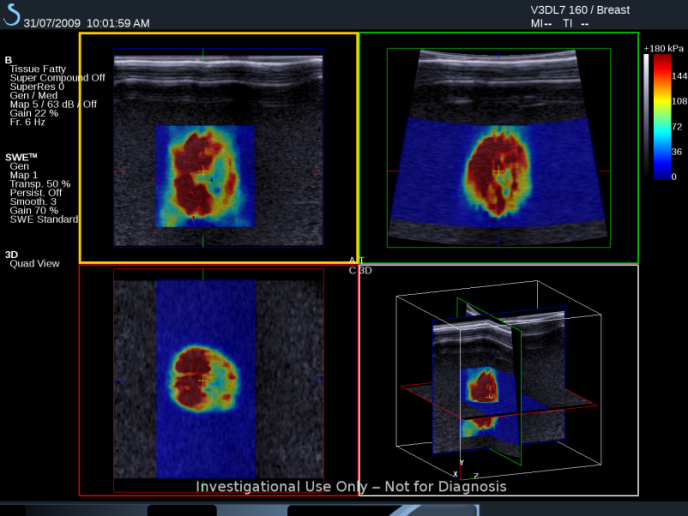 31/07/2009 10:01:59 AM
V3DL7 160 / Breast
MI-- TI --
B
Tissue Fatty
Super Compound Off
SuperRes 0
Gen / Med
Map 5 / 63 dB / Off
Gain 22 %
Fr. 6 Hz
SWE™
Gen
Map 1
Transp. 50 %
Persist. Off
Smooth. 3
Gain 70 %
SWE Standard
3D
Quad View
+180 kPa
144
108
72
36
0
A T
C 3D
Y
X Z
Investigational Use Only – Not for Diagnosis